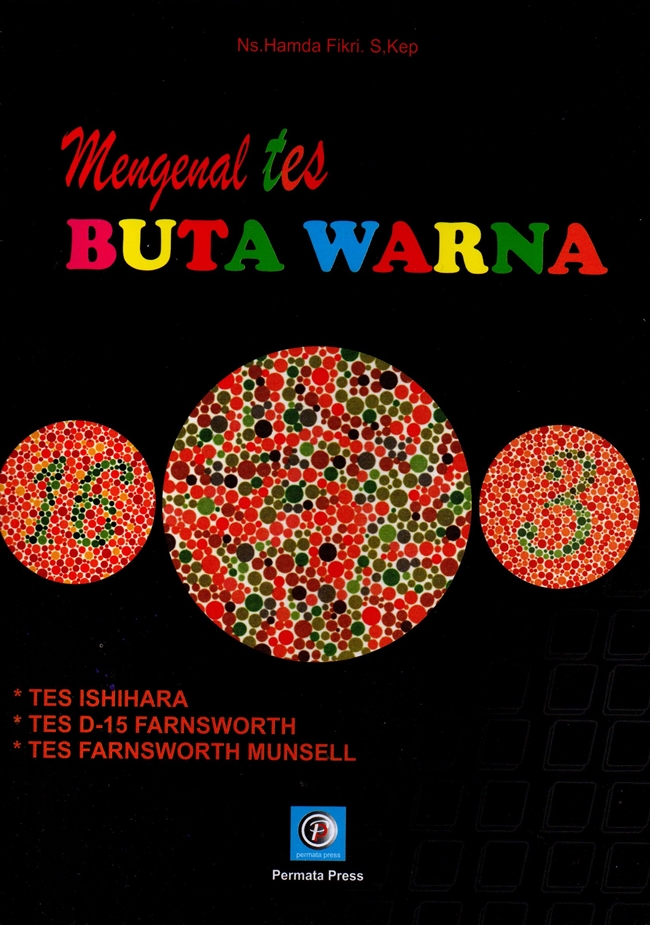 Ns.Hamda Fikri. S,Kep
Mengenal tes
BUTA WARNA
16
3
* TES ISHIHARA
* TES D-15 FARNSWORTH
* TES FARNSWORTH MUNSELL
P
permata press
Permata Press